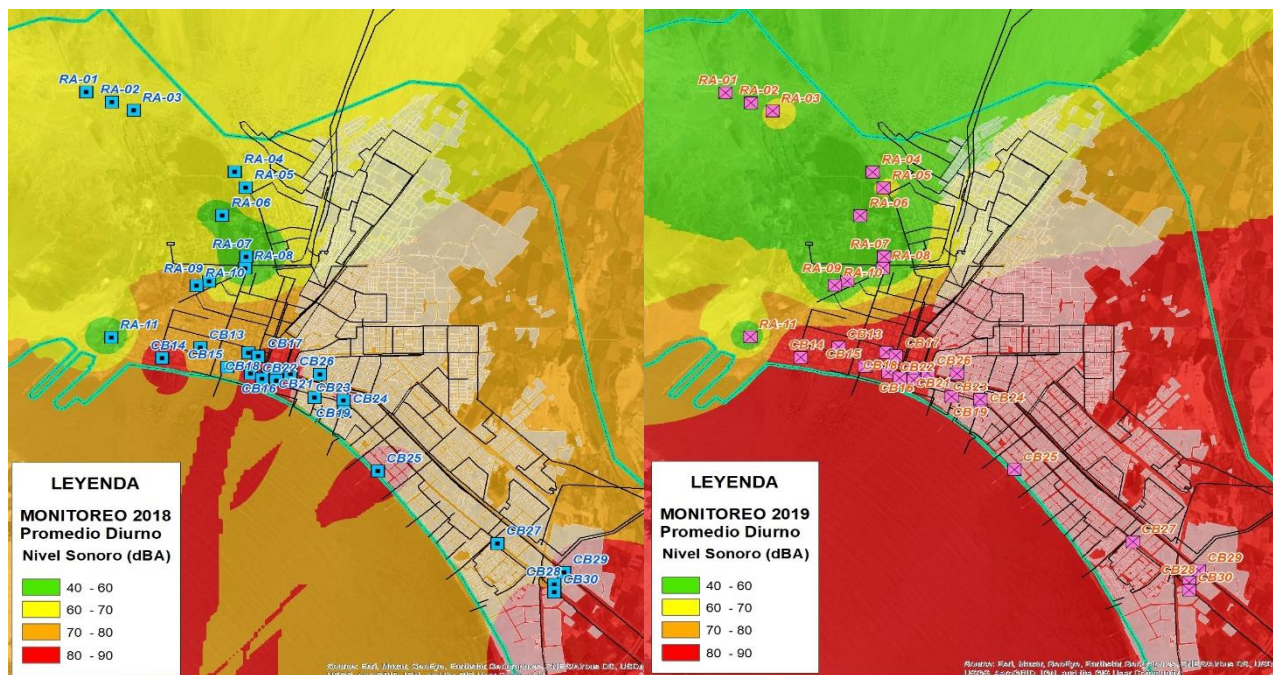 RA-01
RA-02
RA-03
RA-04
RA-05
RA-06
RA-07
RA-08
RA-09
RA-10
RA-11
CB13
CB14
CB15
CB17
CB18
CB22
CB26
CB16
CB21
CB23
CB19
CB24
CB25
CB27
CB29
CB28
CB30
LEYENDA
MONITOREO 2018
Promedio Diurno
Nivel Sonoro (dBA)
40 - 60
60 - 70
70 - 80
80 - 90
RA-01
RA-02
RA-03
RA-04
RA-05
RA-06
RA-07
RA-08
RA-09
RA-10
RA-11
CB13
CB14
CB15
CB17
CB18
CB22
CB26
CB16
CB21
CB23
CB19
CB24
CB25
CB27
CB29
CB28
CB30
LEYENDA
MONITOREO 2019
Promedio Diurno
Nivel Sonoro (dBA)
40 - 60
60 - 70
70 - 80
80 - 90